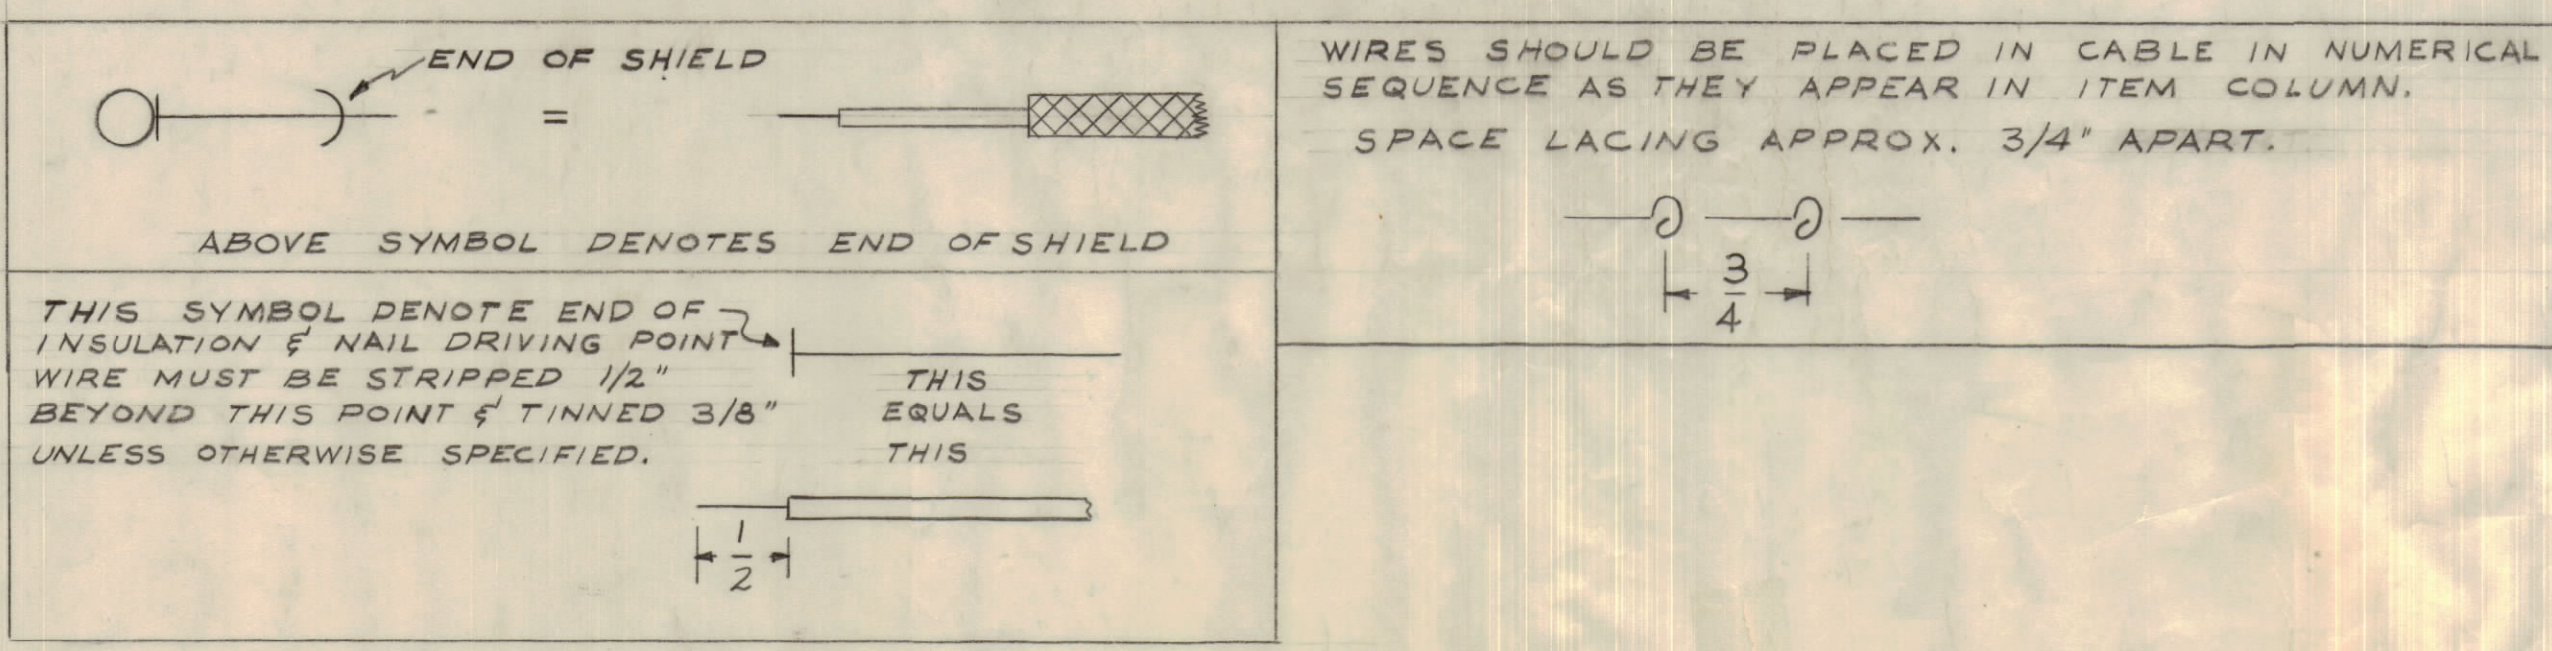 END OF SHIELD
=
ABOVE SYMBOL DENOTES END OF SHIELD
THIS SYMBOL DENOTE END OF
INSULATION & NAIL DRIVING POINT
WIRE MUST BE STRIPPED 1/2"
BEYOND THIS POINT & TINNED 3/8"
UNLESS OTHERWISE SPECIFIED.
THIS
EQUALS
THIS
1/2
WIRES SHOULD BE PLACED IN CABLE IN NUMERICAL
SEQUENCE AS THEY APPEAR IN ITEM COLUMN.
SPACE LACING APPROX. 3/4" APART.
3/4